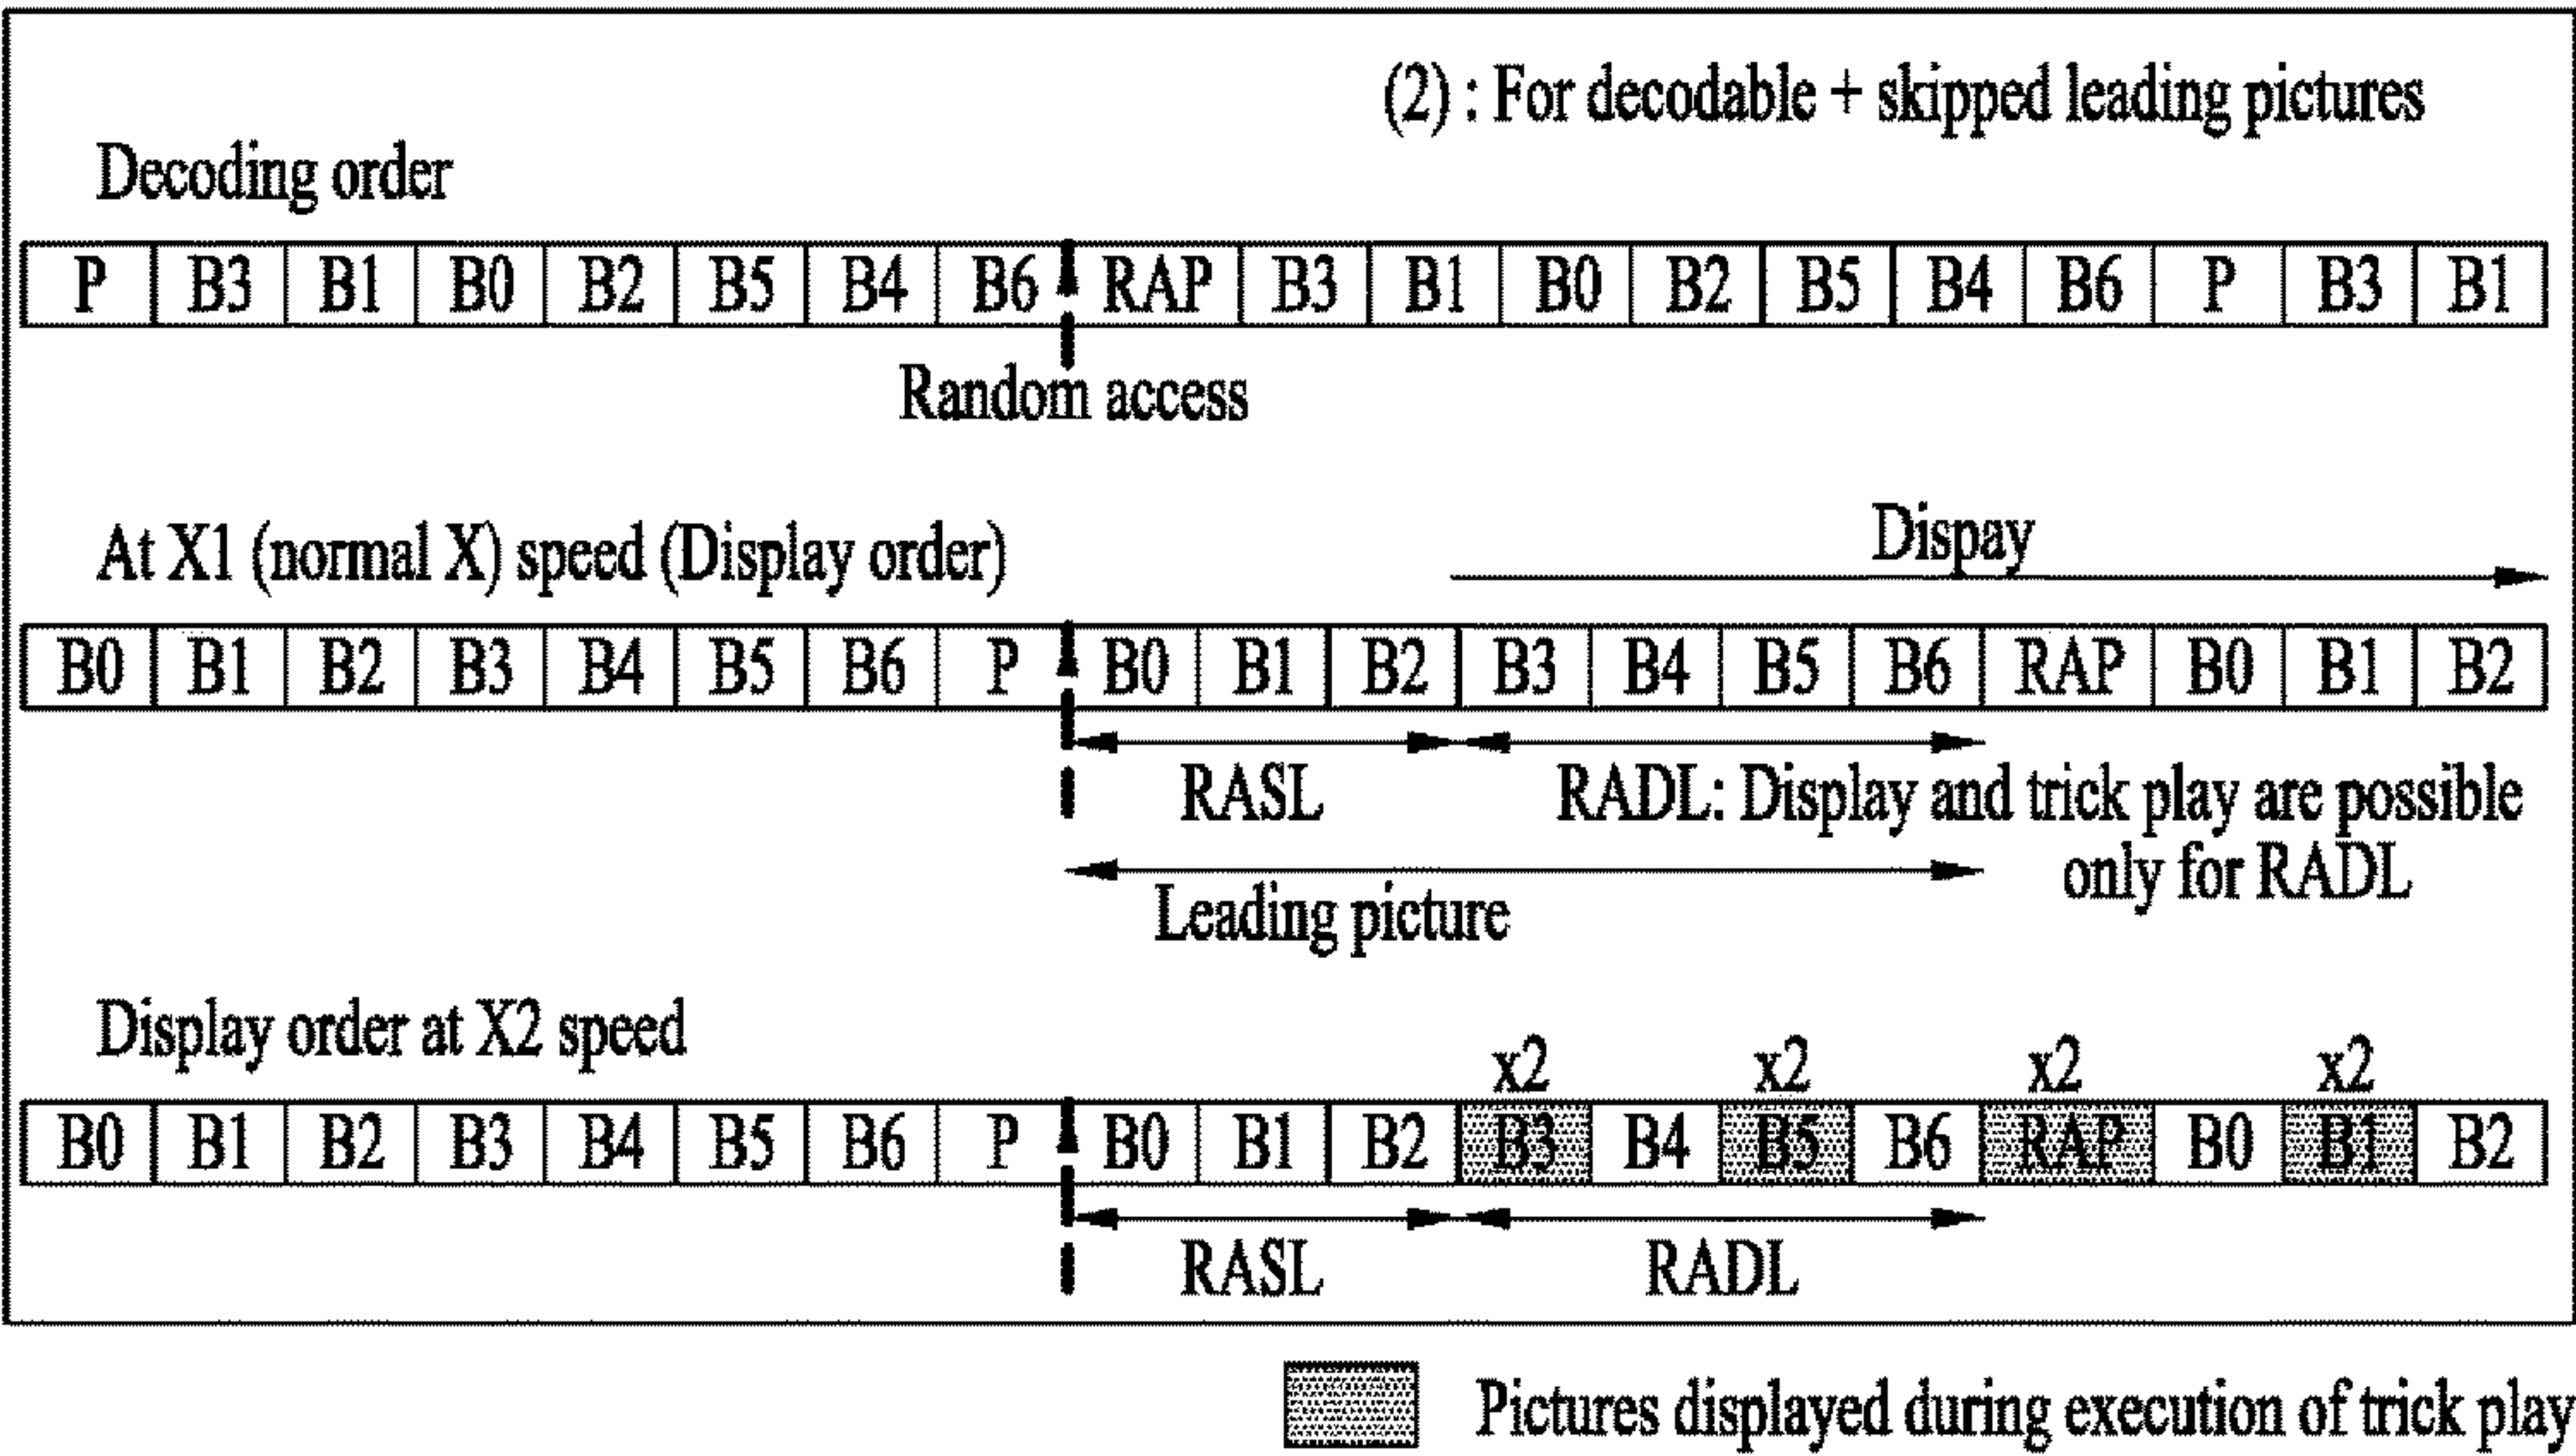 (2) : For decodable + skipped leading pictures
Decoding order
P B3 B1 B0 B2 B5 B4 B6 RAP B3 B1 B0 B2 B5 B4 B6 P B3 B1
Random access
At X1 (normal X) speed (Display order)
Dispay
B0 B1 B2 B3 B4 B5 B6 P B0 B1 B2 B3 B4 B5 B6 RAP B0 B1 B2
RASL
RADL: Display and trick play are possible
only for RADL
Leading picture
Display order at X2 speed
x2 x2 x2 x2
B0 B1 B2 B3 B4 B5 B6 P B0 B1 B2 B3 B4 B5 B6 RAP B0 B1 B2
RASL RADL
Pictures displayed during execution of trick play